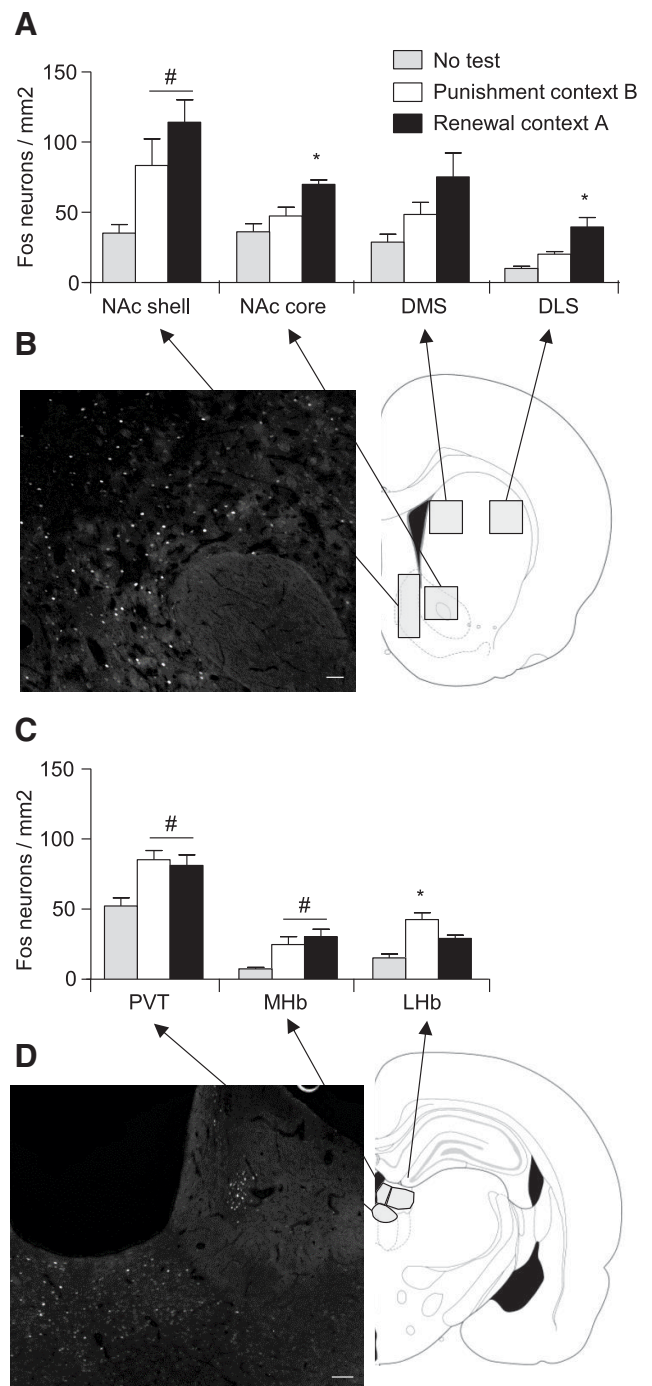 A
No test
Punishment context B
Renewal context A
Fos neurons / mm2
150
100
50
0
#
*
*
NAc shell
NAc core
DMS
DLS
B
C
Fos neurons / mm2
150
100
50
0
#
#
*
PVT
MHb
LHb
D